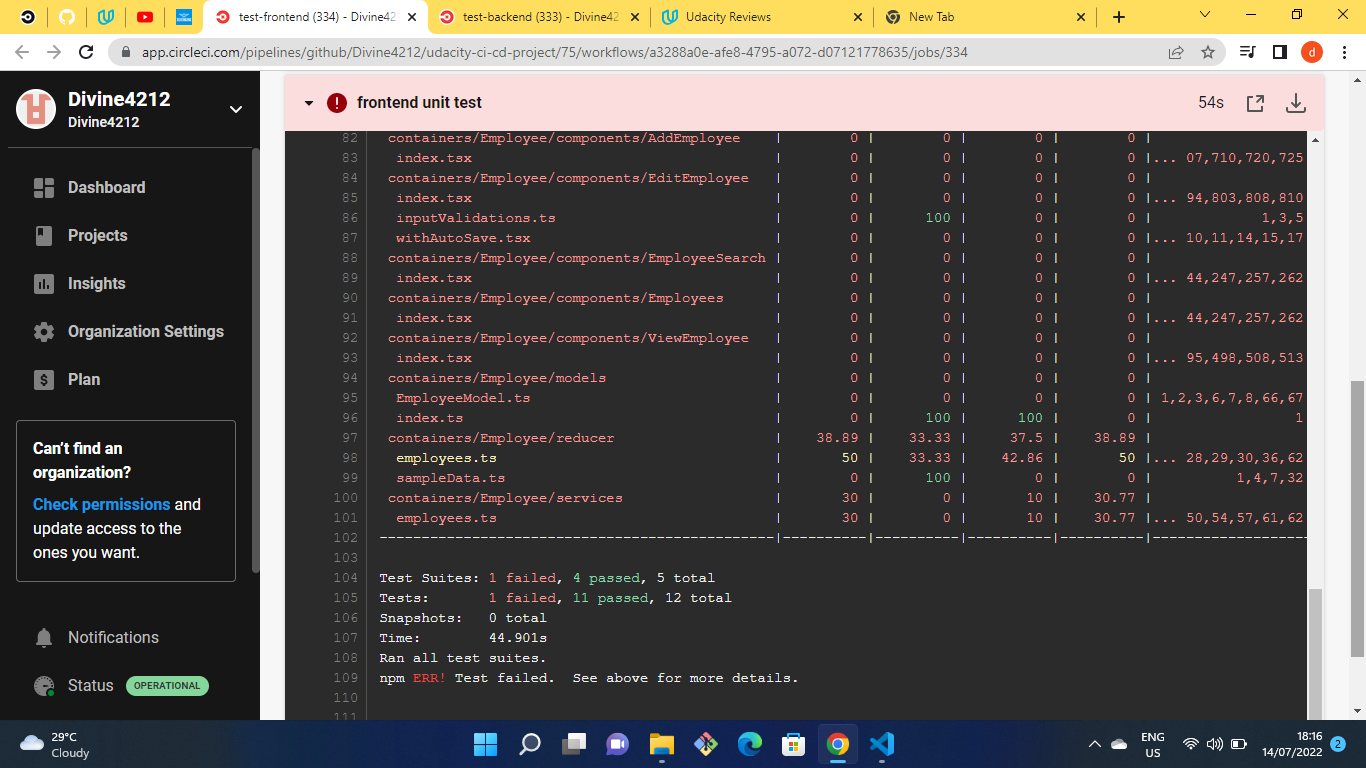 test-frontend (334) - Divine42
test-backend (333) - Divine42
Udacity Reviews
New Tab
app.circleci.com/pipelines/github/Divine4212/udacity-ci-cd-project/75/workflows/a3288a0e-afe8-4795-a072-d07121778635/jobs/334
d
Divine4212
Divine4212
Dashboard
Projects
Insights
Organization Settings
Plan
Can't find an
organization?
Check permissions and
update access to the
ones you want.
Notifications
Status OPERATIONAL
frontend unit test 54s
82 containers/Employee/components/AddEmployee | 0 | 0 | 0 | 0 |
83 index.tsx | 0 | 0 | 0 | 0 |... 07,710,720,725
84 containers/Employee/components/EditEmployee | 0 | 0 | 0 | 0 |
85 index.tsx | 0 | 0 | 0 | 0 |... 94,803,808,810
86 inputValidations.ts | 0 | 100 | 0 | 0 | 1,3,5
87 withAutoSave.tsx | 0 | 0 | 0 | 0 |... 10,11,14,15,17
88 containers/Employee/components/EmployeeSearch | 0 | 0 | 0 | 0 |
89 index.tsx | 0 | 0 | 0 | 0 |... 44,247,257,262
90 containers/Employee/components/Employees | 0 | 0 | 0 | 0 |
91 index.tsx | 0 | 0 | 0 | 0 |... 44,247,257,262
92 containers/Employee/components/ViewEmployee | 0 | 0 | 0 | 0 |
93 index.tsx | 0 | 0 | 0 | 0 |... 95,498,508,513
94 containers/Employee/models | 0 | 0 | 0 | 0 |
95 EmployeeModel.ts | 0 | 0 | 0 | 0 | 1,2,3,6,7,8,66,67
96 index.ts | 0 | 100 | 100 | 0 | 1
97 containers/Employee/reducer | 38.89 | 33.33 | 37.5 | 38.89 |
98 employees.ts | 50 | 33.33 | 42.86 | 50 |... 28,29,30,36,62
99 sampleData.ts | 0 | 100 | 0 | 0 | 1,4,7,32
100 containers/Employee/services | 30 | 0 | 10 | 30.77 |
101 employees.ts | 30 | 0 | 10 | 30.77 |... 50,54,57,61,62
102 -----------------------------------------------|----------|----------|----------|----------|-------------------
103
104 Test Suites: 1 failed, 4 passed, 5 total
105 Tests: 1 failed, 11 passed, 12 total
106 Snapshots: 0 total
107 Time: 44.901s
108 Ran all test suites.
109 npm ERR! Test failed. See above for more details.
110
111
29°C
Cloudy
ENG
US
18:16
14/07/2022
2